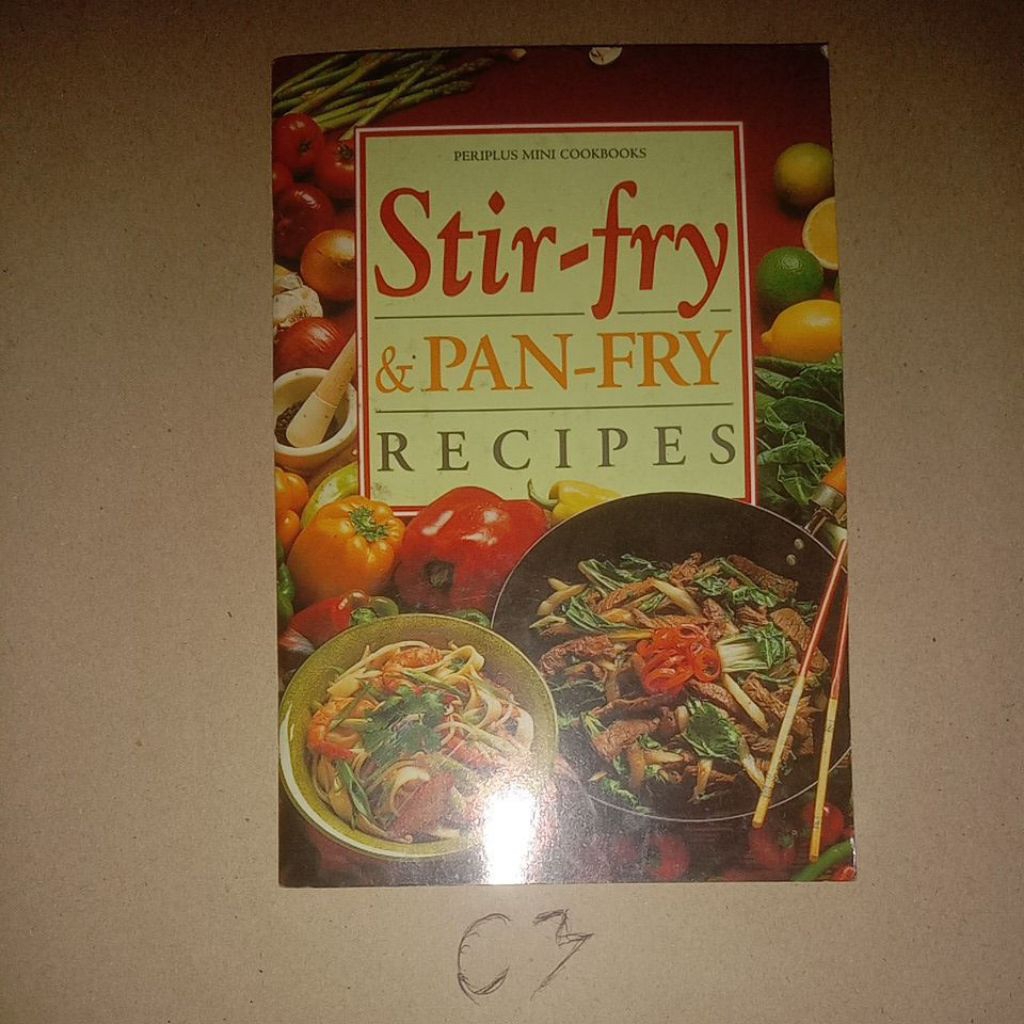 PERIPLUS MINI COOKBOOKS
Stir-fry
& PAN-FRY
RECIPES
C3